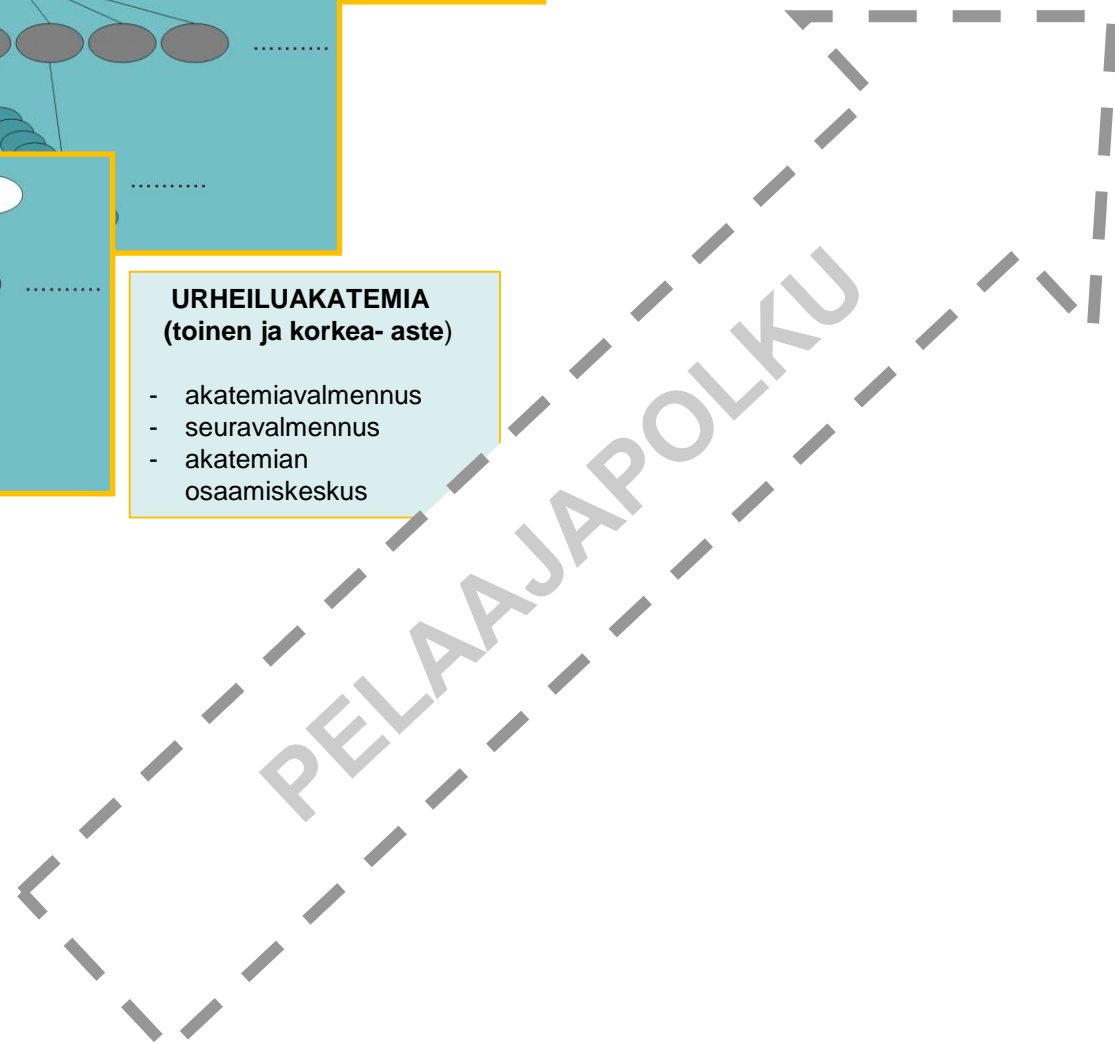 ..........
..........
..........
URHEILUAKATEMIA
(toinen ja korkea- aste)
- akatemiavalmennus
- seuravalmennus
- akatemian
osaamiskeskus
PELAAJAPOLKU